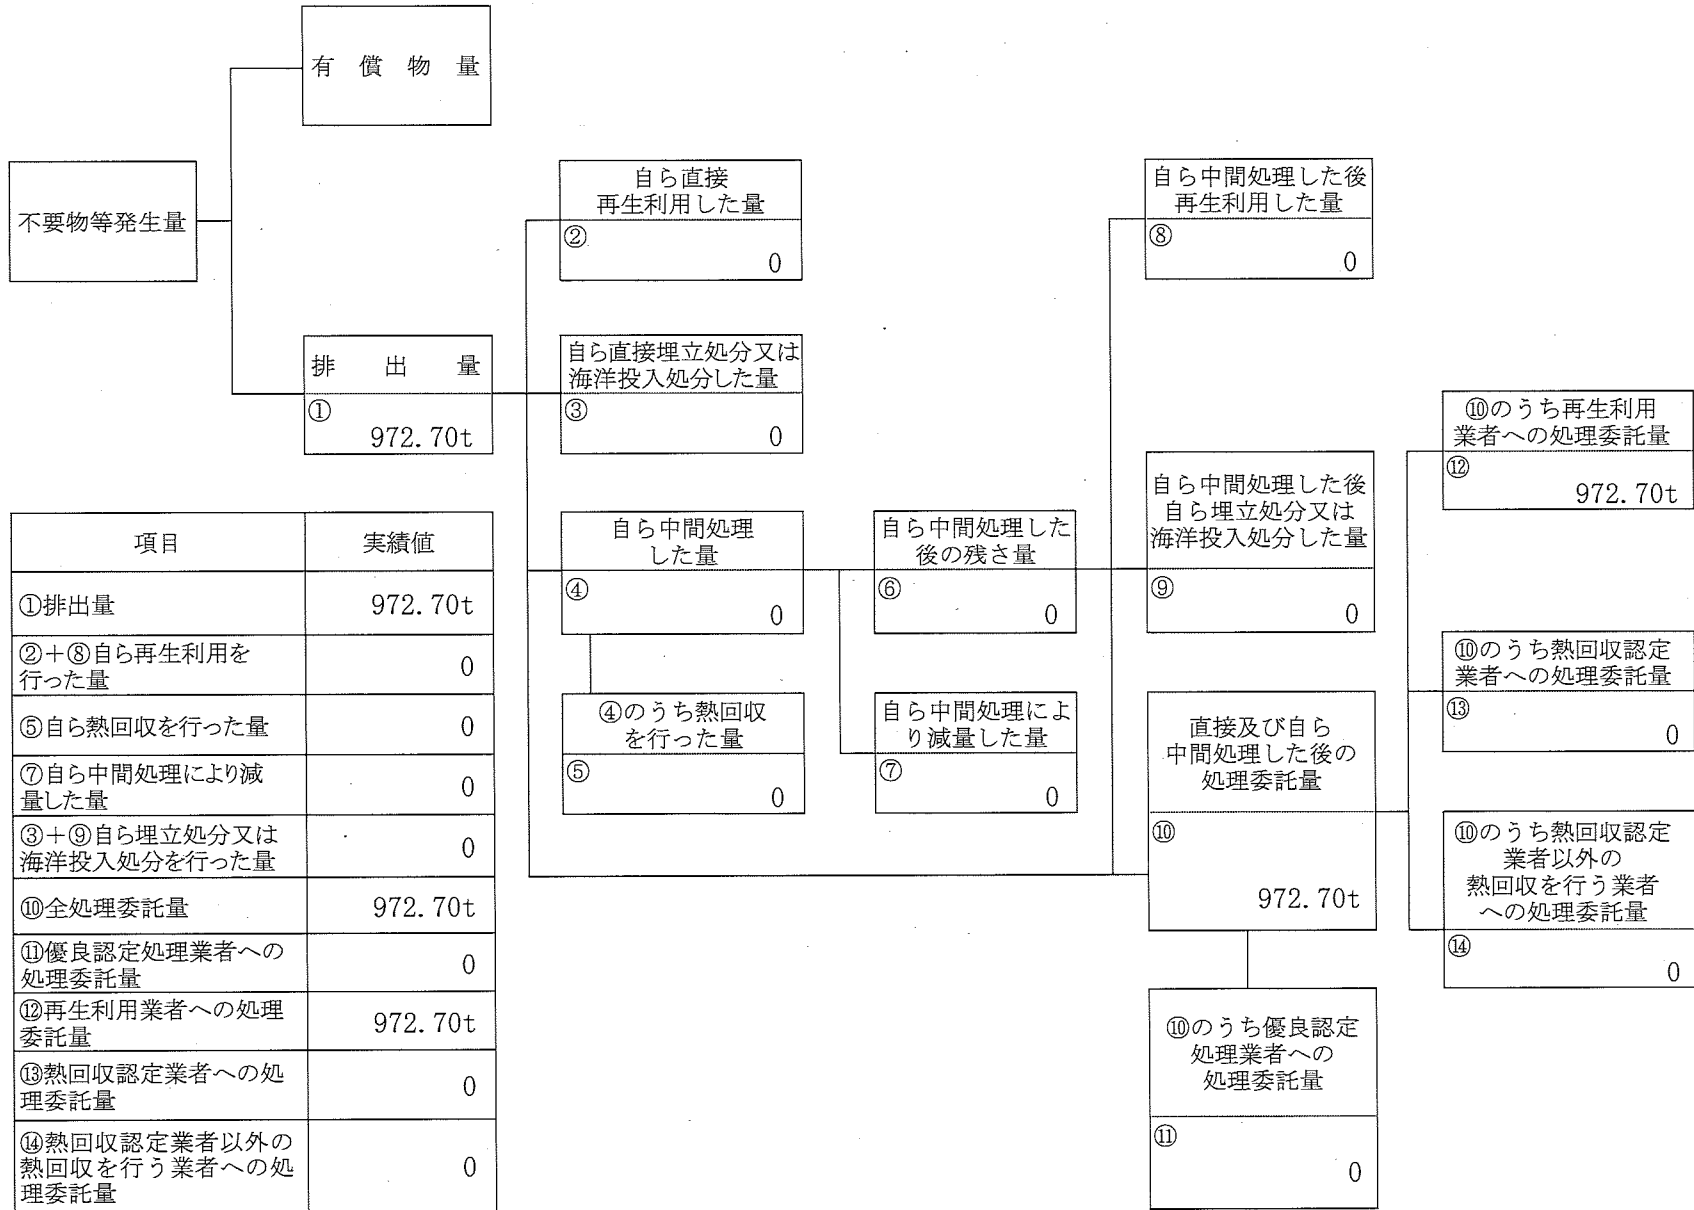 有償物量
不要物等発生量
排出量
①
972.70t
自ら直接
再生利用した量
②
0
自ら直接埋立処分又は
海洋投入処分した量
③
0
自ら中間処理
した量
④
0
④のうち熱回収
を行った量
⑤
0
自ら中間処理した
後の残さ量
⑥
0
自ら中間処理によ
り減量した量
⑦
0
自ら中間処理した後
再生利用した量
⑧
0
自ら中間処理した後
自ら埋立処分又は
海洋投入処分した量
⑨
0
直接及び自ら
中間処理した後の
処理委託量
⑩
972.70t
⑩のうち優良認定
処理業者への
処理委託量
⑪
0
⑩のうち再生利用
業者への処理委託量
⑫
972.70t
⑩のうち熱回収認定
業者への処理委託量
⑬
0
⑩のうち熱回収認定
業者以外の
熱回収を行う業者
への処理委託量
⑭
0
項目 実績値
①排出量 972.70t
②＋⑧自ら再生利用を
行った量 0
⑤自ら熱回収を行った量 0
⑦自ら中間処理により減
量した量 0
③＋⑨自ら埋立処分又は
海洋投入処分を行った量 0
⑩全処理委託量 972.70t
⑪優良認定処理業者への
処理委託量 0
⑫再生利用業者への処理
委託量 972.70t
⑬熱回収認定業者への処
理委託量 0
⑭熱回収認定業者以外の
熱回収を行う業者への処
理委託量 0